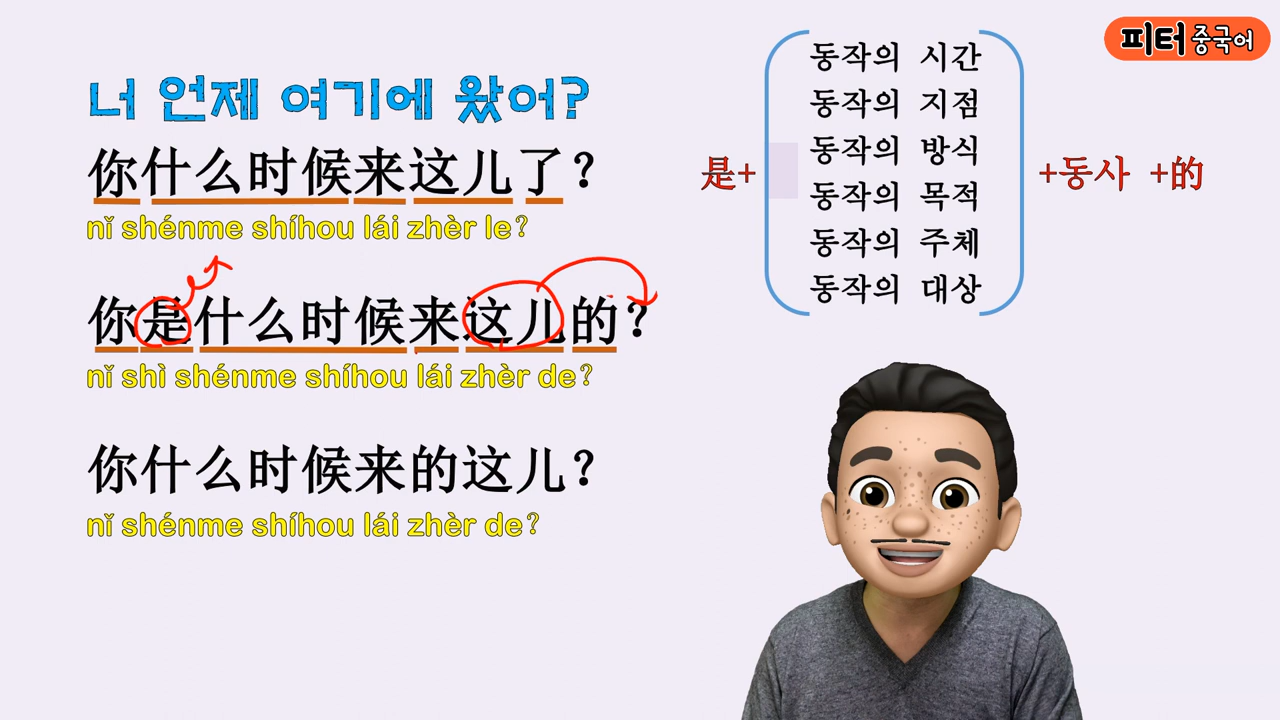 피터 중국어
너 언제 여기에 왔어?
你什么时候来这儿了？
nǐ shénme shíhou lái zhèr le？
你是什么时候来这儿的？
nǐ shì shénme shíhou lái zhèr de？
你什么时候来的这儿？
nǐ shénme shíhou lái zhèr de？
是+
동작의 시간
동작의 지점
동작의 방식
동작의 목적
동작의 주체
동작의 대상
+동사 +的